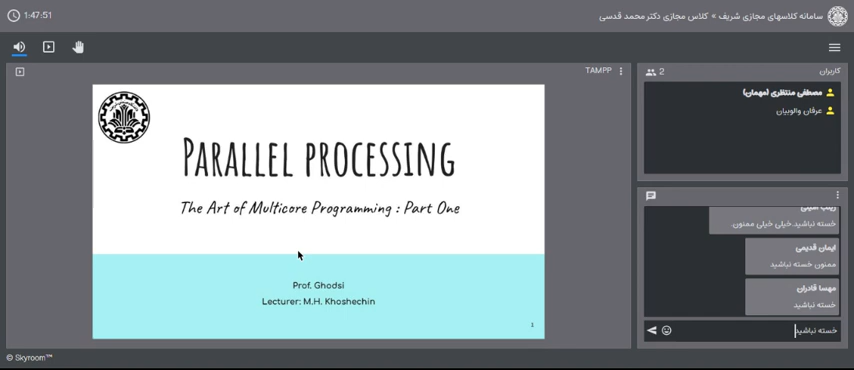 1:47:51
سامانه کلاسهای مجازی شریف » کلاس مجازی دکتر محمد قدسی
TAMPP
PARALLEL PROCESSING
The Art of Multicore Programming : Part One
Prof. Ghodsi
Lecturer: M.H. Khoshechin
1
کاربران
2
مصطفی منتظری (مهمان)
عرفان والوبیان
خسته نباشید.خیلی خیلی ممنون.
ایمان قدیمی
ممنون خسته نباشید
مهسا قادران
خسته نباشید
خسته نباشید
© Skyroom™